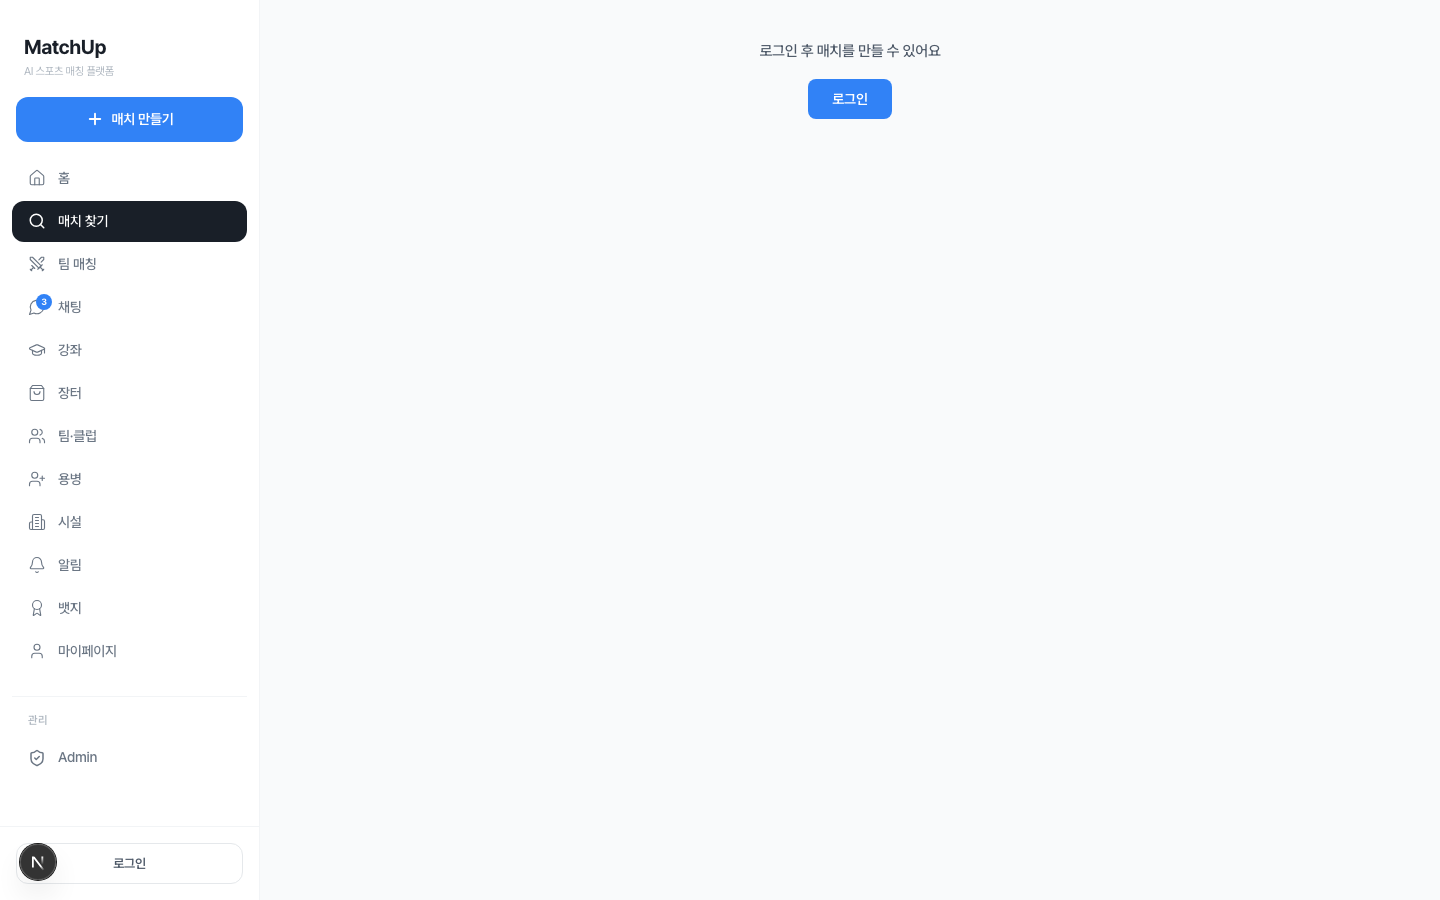 MatchUp
AI 스포츠 매칭 플랫폼
매치 만들기
홈
매치 찾기
팀 매칭
3
채팅
강좌
장터
팀·클럽
용병
시설
알림
뱃지
마이페이지
관리
Admin
N
로그인
로그인 후 매치를 만들 수 있어요
로그인